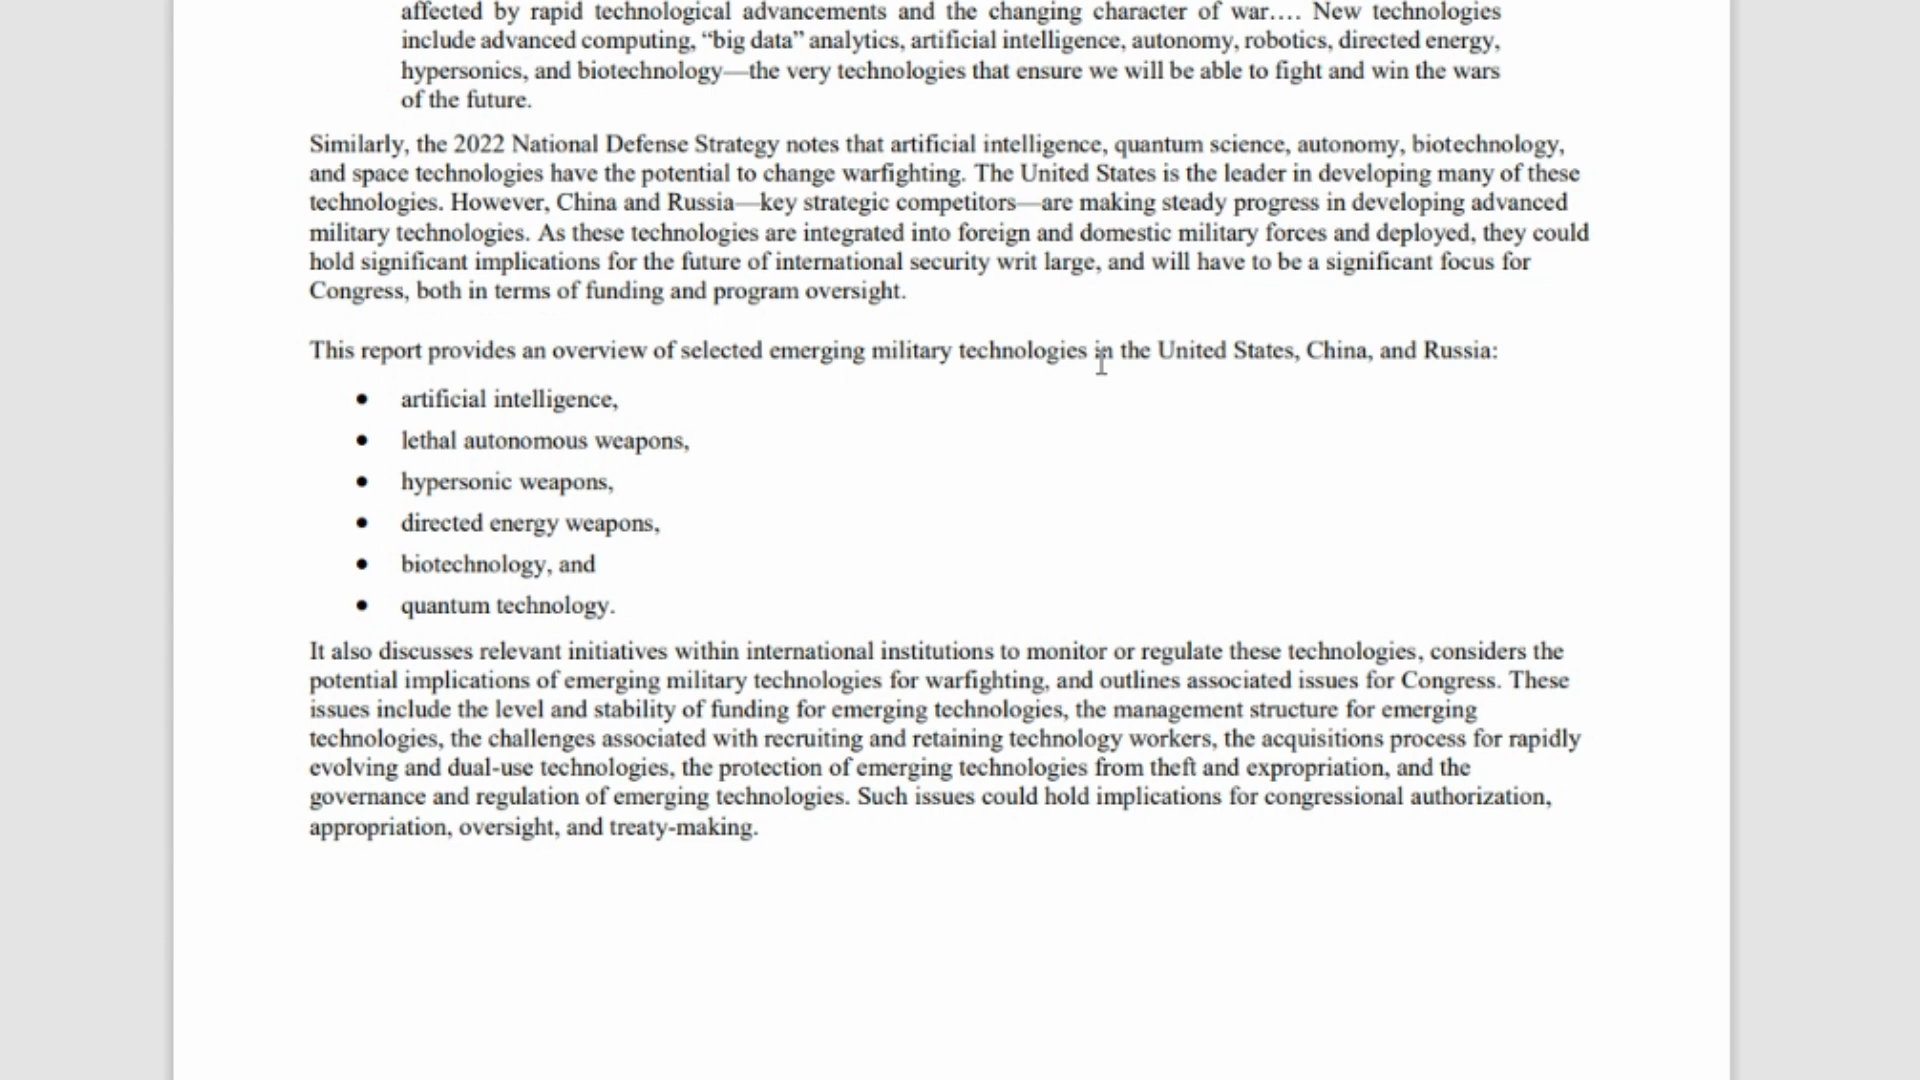 affected by rapid technological advancements and the changing character of war.... New technologies
include advanced computing, “big data” analytics, artificial intelligence, autonomy, robotics, directed energy,
hypersonics, and biotechnology—the very technologies that ensure we will be able to fight and win the wars
of the future.
Similarly, the 2022 National Defense Strategy notes that artificial intelligence, quantum science, autonomy, biotechnology,
and space technologies have the potential to change warfighting. The United States is the leader in developing many of these
technologies. However, China and Russia—key strategic competitors—are making steady progress in developing advanced
military technologies. As these technologies are integrated into foreign and domestic military forces and deployed, they could
hold significant implications for the future of international security writ large, and will have to be a significant focus for
Congress, both in terms of funding and program oversight.
This report provides an overview of selected emerging military technologies in the United States, China, and Russia:
• artificial intelligence,
• lethal autonomous weapons,
• hypersonic weapons,
• directed energy weapons,
• biotechnology, and
• quantum technology.
It also discusses relevant initiatives within international institutions to monitor or regulate these technologies, considers the
potential implications of emerging military technologies for warfighting, and outlines associated issues for Congress. These
issues include the level and stability of funding for emerging technologies, the management structure for emerging
technologies, the challenges associated with recruiting and retaining technology workers, the acquisitions process for rapidly
evolving and dual-use technologies, the protection of emerging technologies from theft and expropriation, and the
governance and regulation of emerging technologies. Such issues could hold implications for congressional authorization,
appropriation, oversight, and treaty-making.